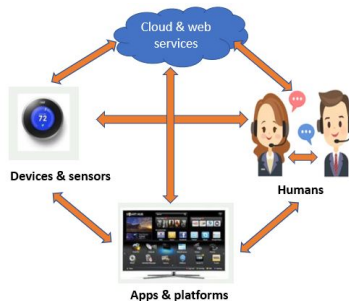 Cloud & web
services
72
Devices & sensors
Humans
Apps & platforms